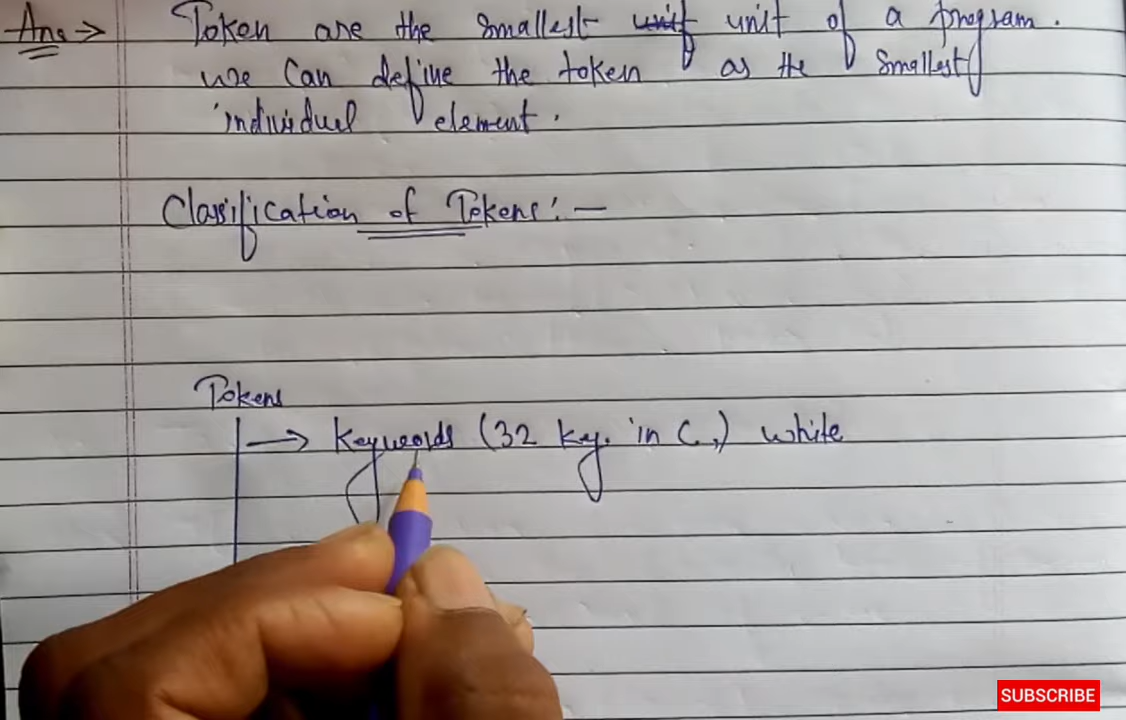 Ans →
Token are the smallest unit unit of a program.
we can define the token as the smallest
individual element.
Classification of Tokens : —
Tokens
→ Keywords (32 key. in C.,) while
SUBSCRIBE